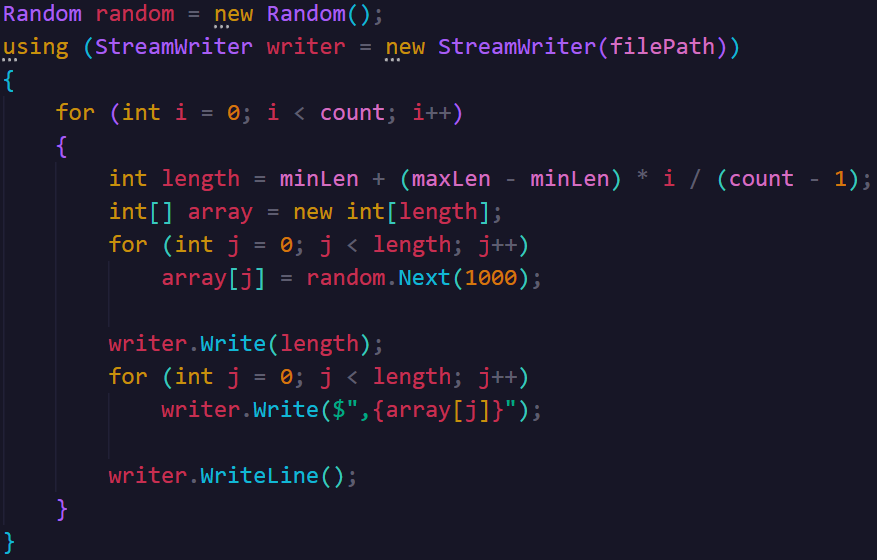 Random random = new Random();
using (StreamWriter writer = new StreamWriter(filePath))
{
    for (int i = 0; i < count; i++)
    {
        int length = minLen + (maxLen - minLen) * i / (count - 1);
        int[] array = new int[length];
        for (int j = 0; j < length; j++)
            array[j] = random.Next(1000);

        writer.Write(length);
        for (int j = 0; j < length; j++)
            writer.Write($",{array[j]}");

        writer.WriteLine();
    }
}